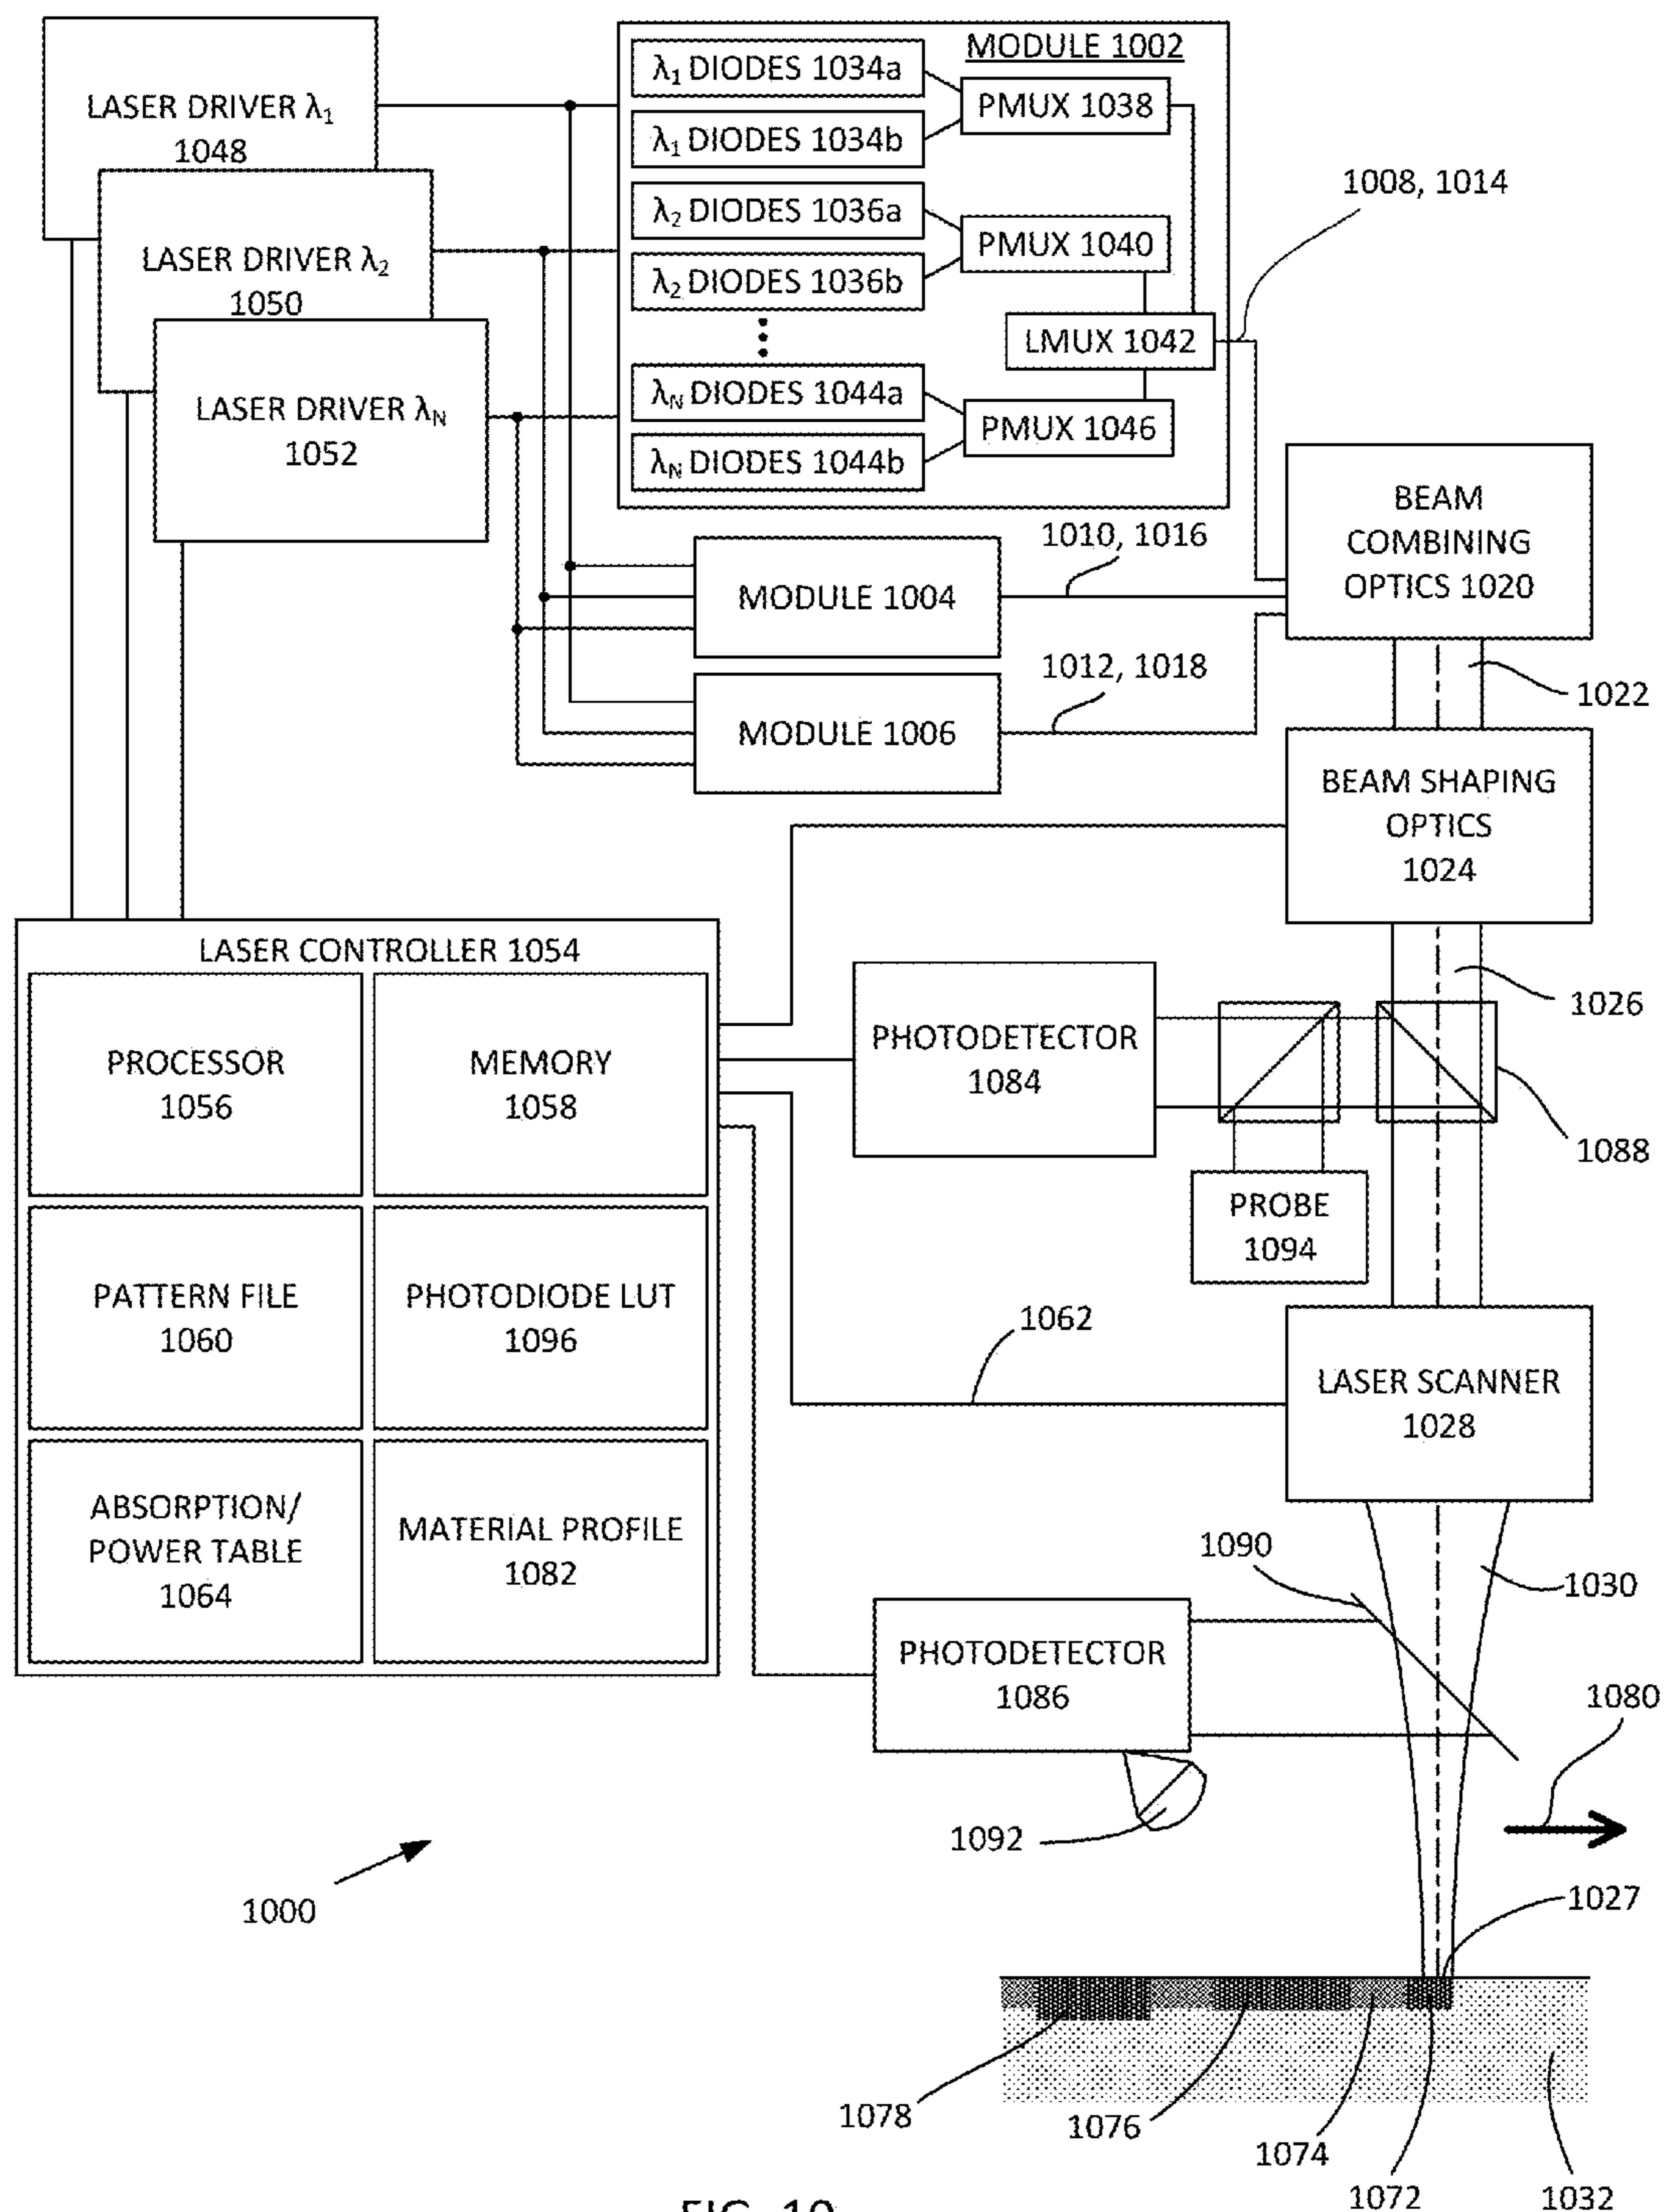 LASER DRIVER λ1
1048
LASER DRIVER λ2
1050
LASER DRIVER λN
1052
MODULE 1002
λ1 DIODES 1034a
λ1 DIODES 1034b
PMUX 1038
λ2 DIODES 1036a
λ2 DIODES 1036b
PMUX 1040
LMUX 1042
λN DIODES 1044a
λN DIODES 1044b
PMUX 1046
1008, 1014
MODULE 1004
1010, 1016
MODULE 1006
1012, 1018
BEAM
COMBINING
OPTICS 1020
1022
BEAM SHAPING
OPTICS
1024
1026
LASER CONTROLLER 1054
PROCESSOR
1056
MEMORY
1058
PATTERN FILE
1060
PHOTODIODE LUT
1096
ABSORPTION/
POWER TABLE
1064
MATERIAL PROFILE
1082
PHOTODETECTOR
1084
1088
PROBE
1094
1062
LASER SCANNER
1028
1090
1030
PHOTODETECTOR
1086
1080
1092
1000
1027
1078
1076
1074
1072
1032
FIG. 10